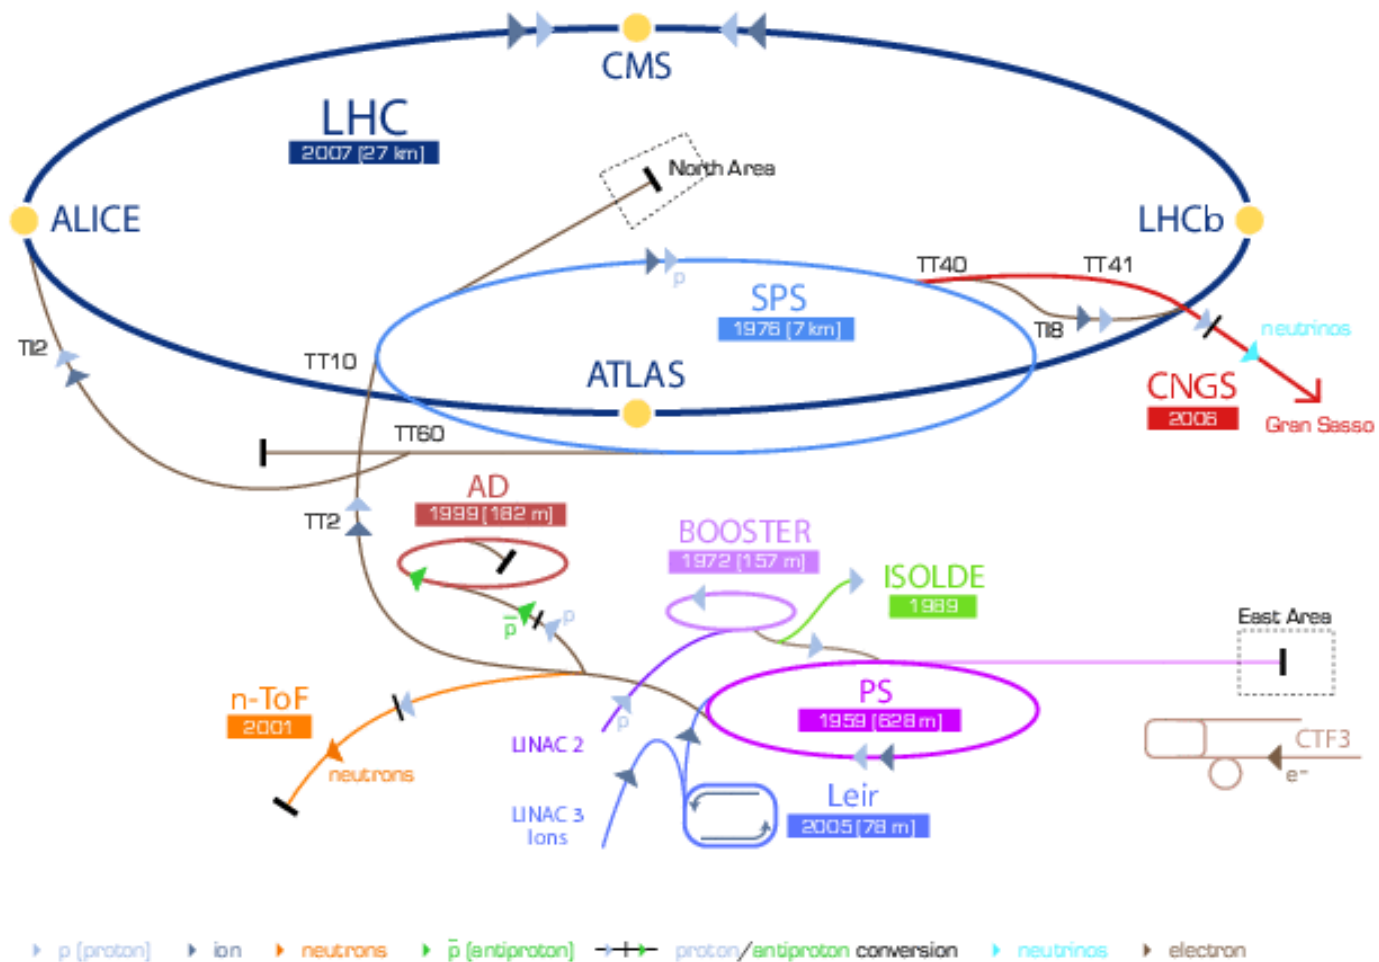 CMS
LHC
2007 (27 km)
North Area
ALICE
LHCb
p
TT40
TT41
SPS
1976 (7 km)
TI8
neutrinos
TI2
TT10
ATLAS
CNGS
2006
Gran Sasso
TT60
AD
1999 (182 m)
TT2
BOOSTER
1972 (157 m)
ISOLDE
1989
East Area
p̅
p
n-ToF
2001
PS
1959 (628 m)
p
LINAC 2
neutrons
CTF3
e-
Leir
2005 (78 m)
LINAC 3
Ions
p (proton)
ion
neutrons
p̅ (antiproton)
proton/antiproton conversion
neutrinos
electron